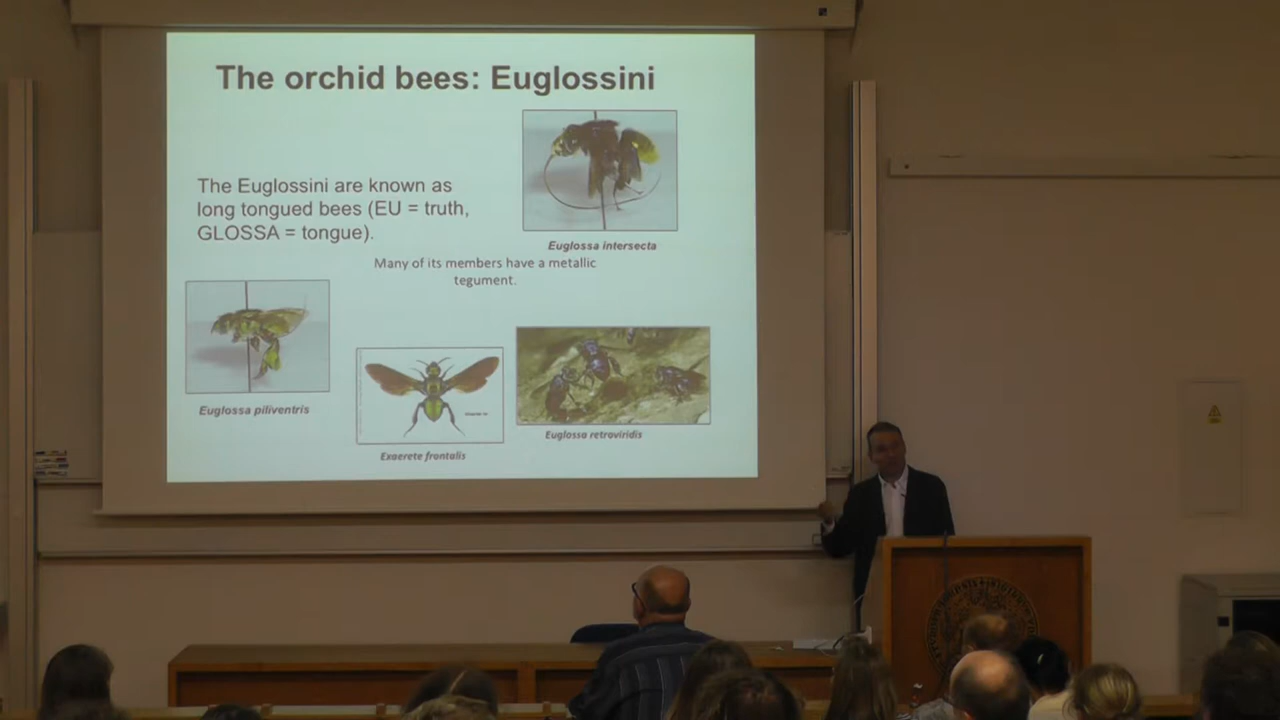 The orchid bees: Euglossini
The Euglossini are known as
long tongued bees (EU = truth,
GLOSSA = tongue).
Euglossa intersecta
Many of its members have a metallic
tegument.
Euglossa piliventris
Exaerete frontalis
Euglossa retroviridis